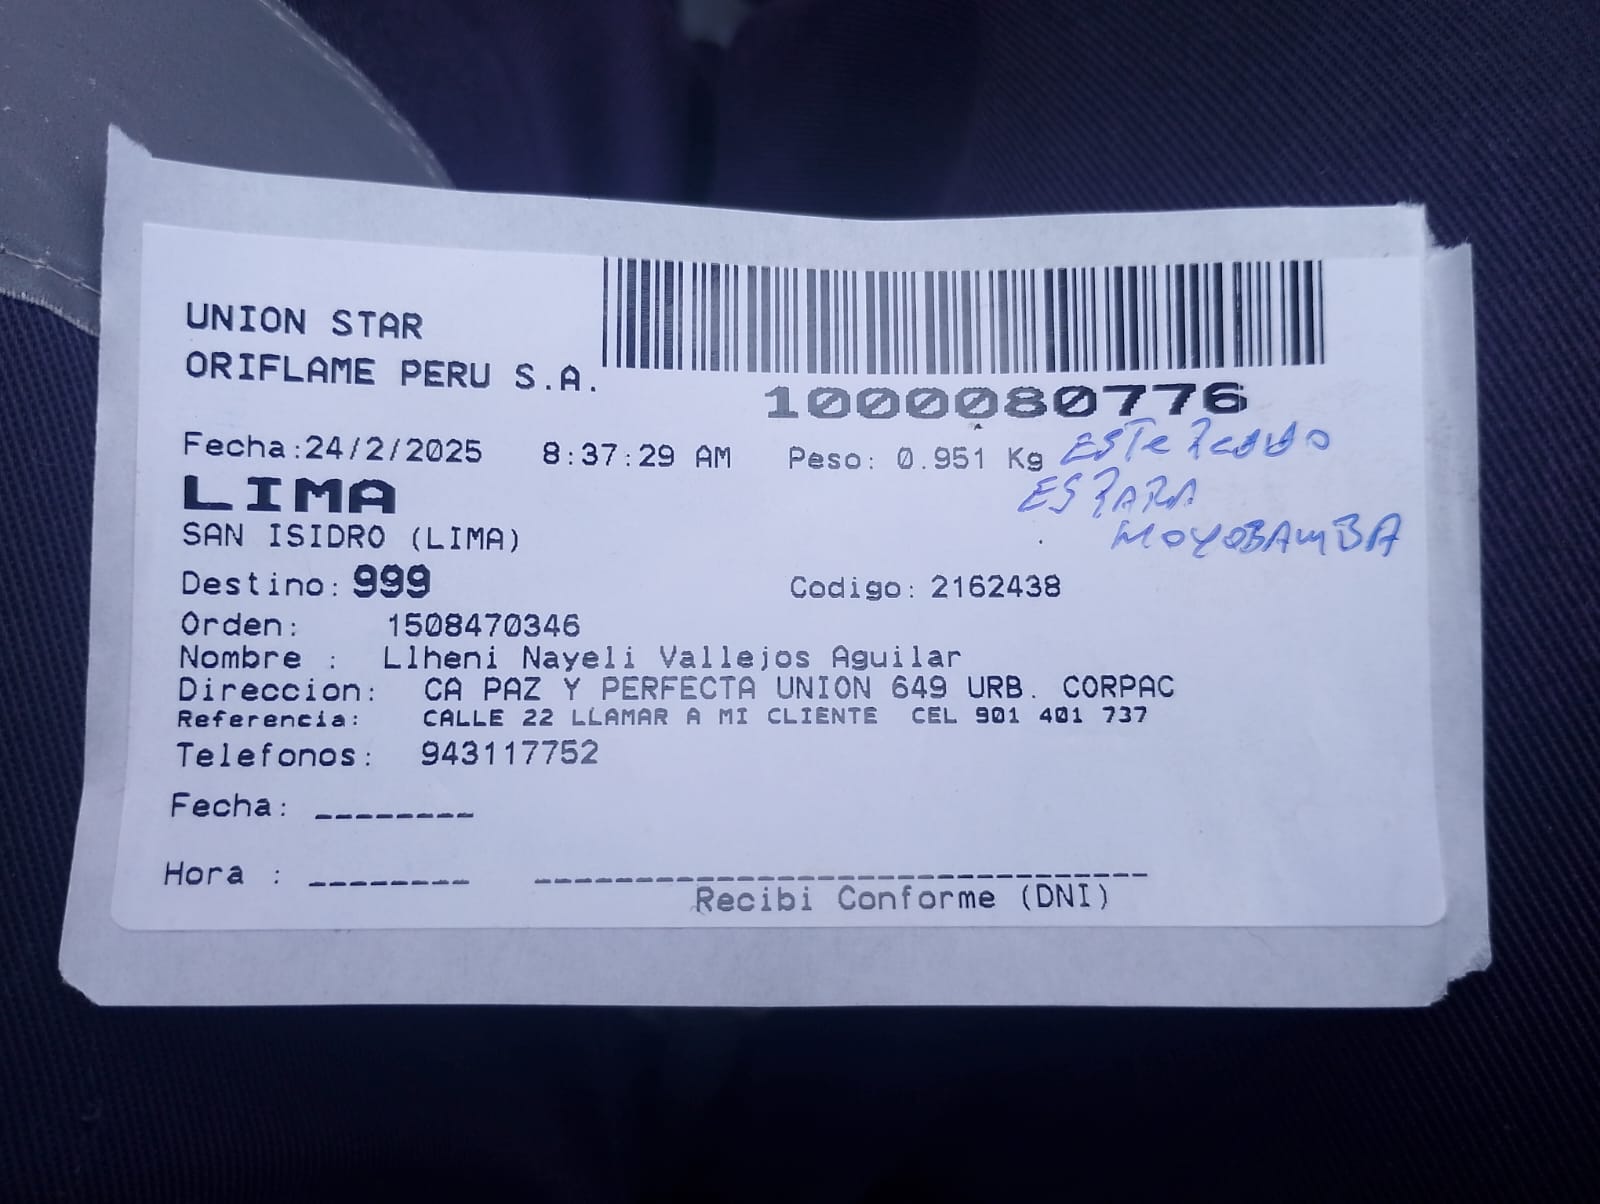 UNION STAR
ORIFLAME PERU S.A.
1000080776
Fecha:24/2/2025 8:37:29 AM Peso: 0.951 Kg
ESTE PEDIDO
ES PARA
MOYOBAMBA
LIMA
SAN ISIDRO (LIMA)
Destino: 999 Codigo: 2162438
Orden: 1508470346
Nombre : Llheni Nayeli Vallejos Aguilar
Direccion: CA PAZ Y PERFECTA UNION 649 URB. CORPAC
Referencia: CALLE 22 LLAMAR A MI CLIENTE CEL 901 401 737
Telefonos: 943117752
Fecha: ________
Hora : ________
Recibi Conforme (DNI)